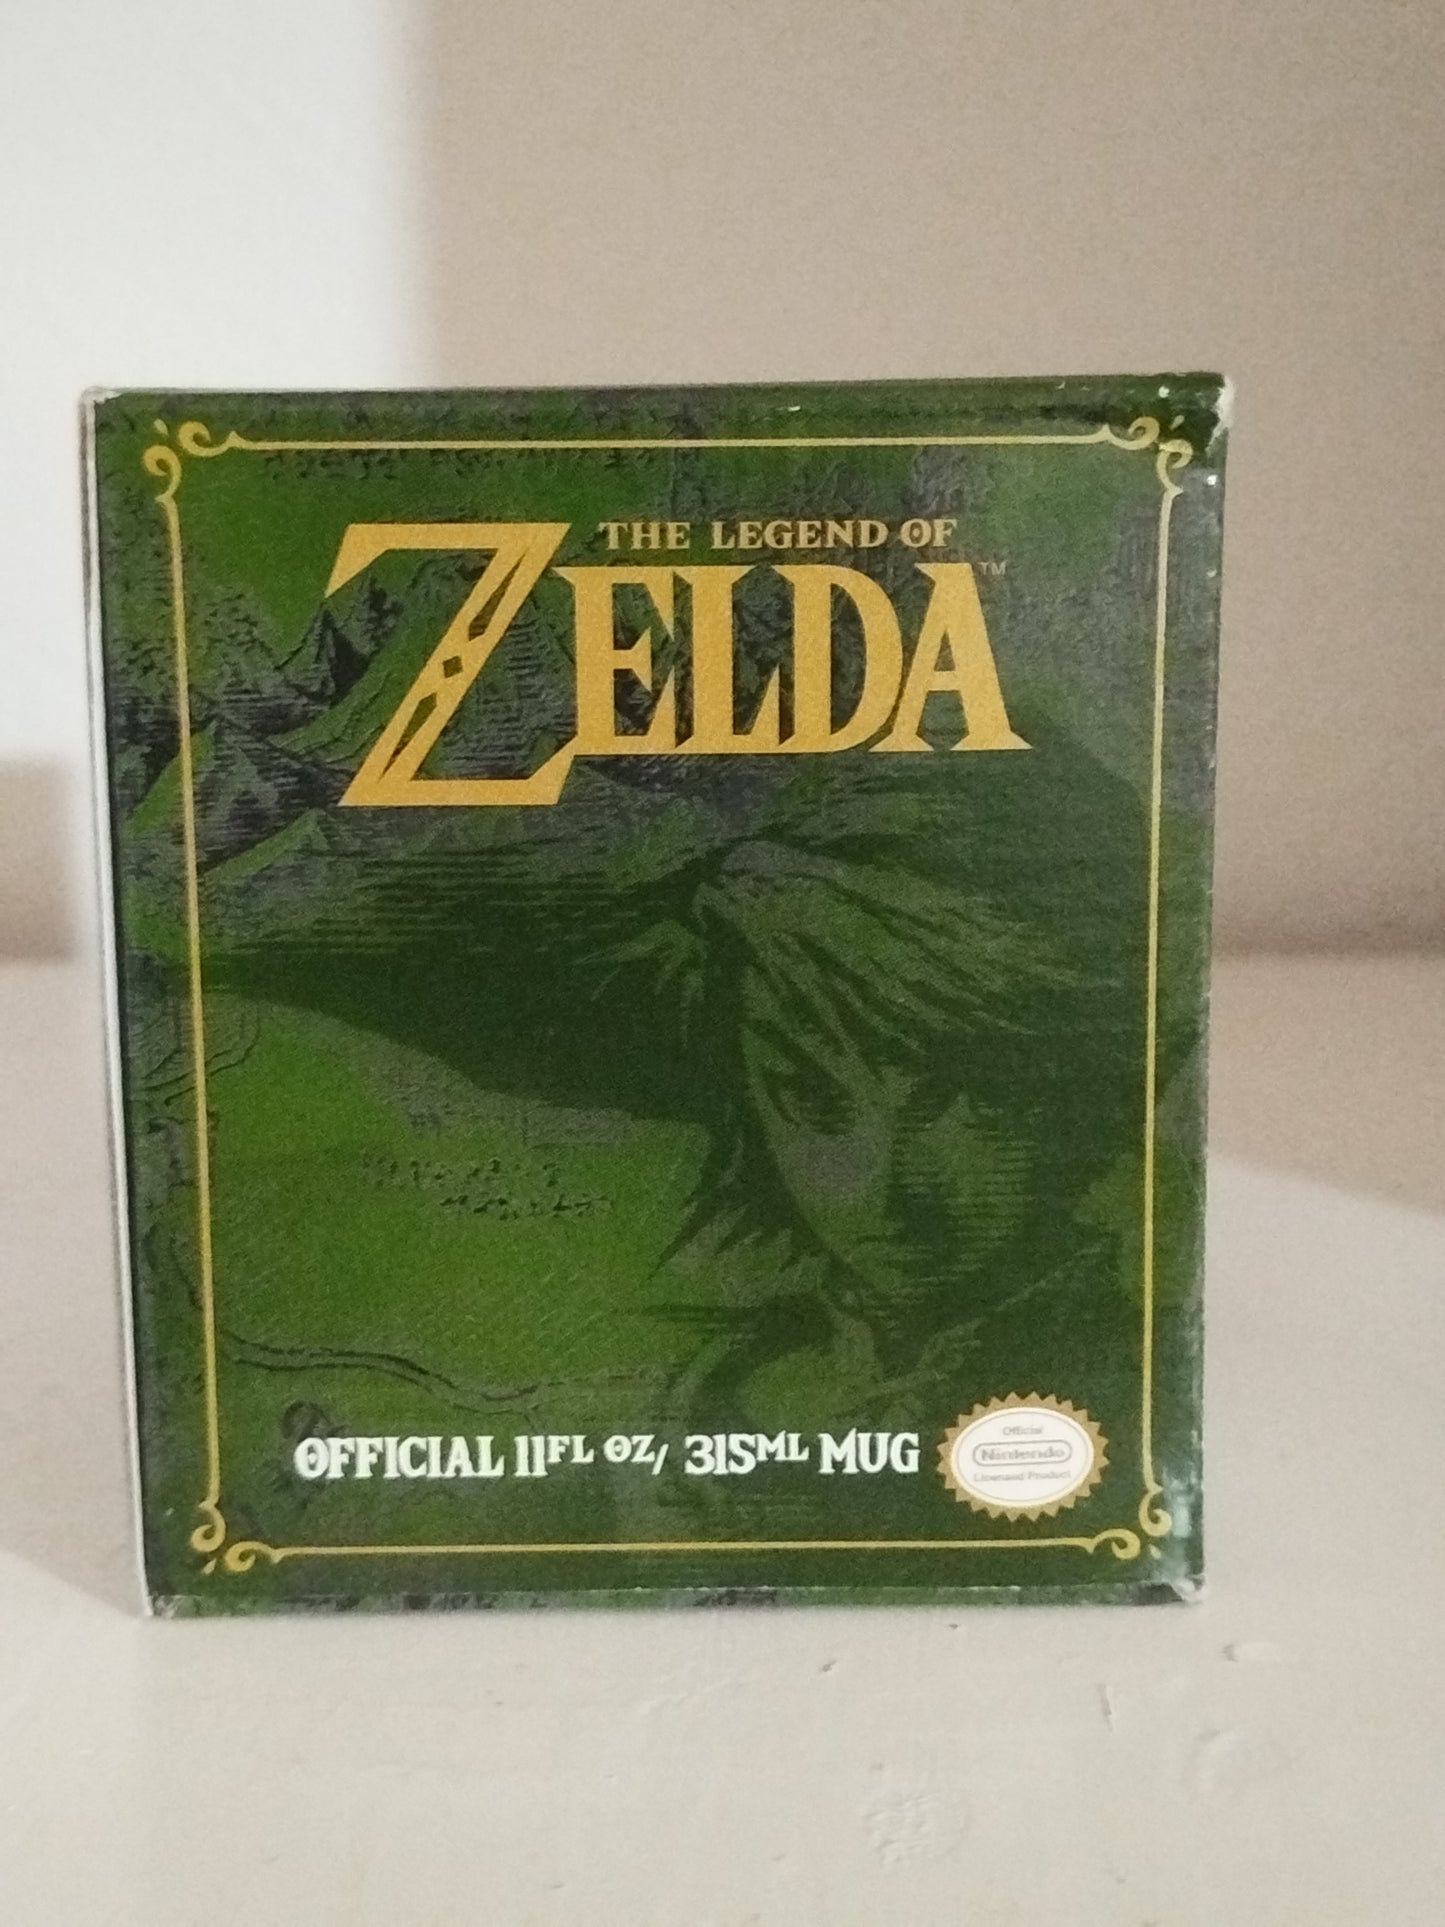 THE LEGEND OF
ZELDA™
OFFICIAL 11FL OZ/ 315ML MUG
Official
Nintendo
Licensed Product